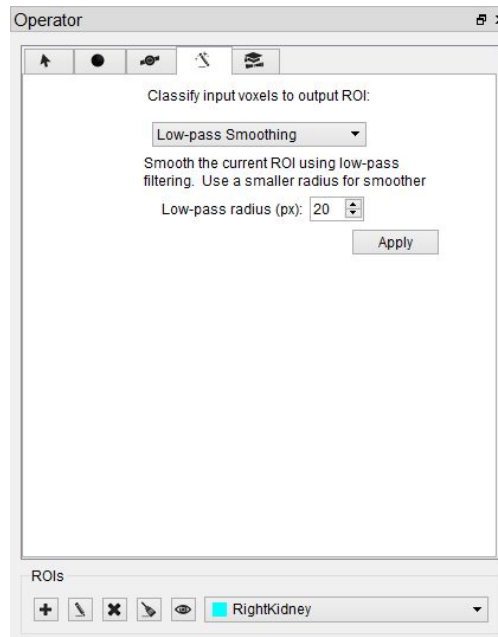 Operator
Classify input voxels to output ROI:
Low-pass Smoothing
Smooth the current ROI using low-pass
filtering. Use a smaller radius for smoother
Low-pass radius (px): 20
Apply
ROIs
RightKidney